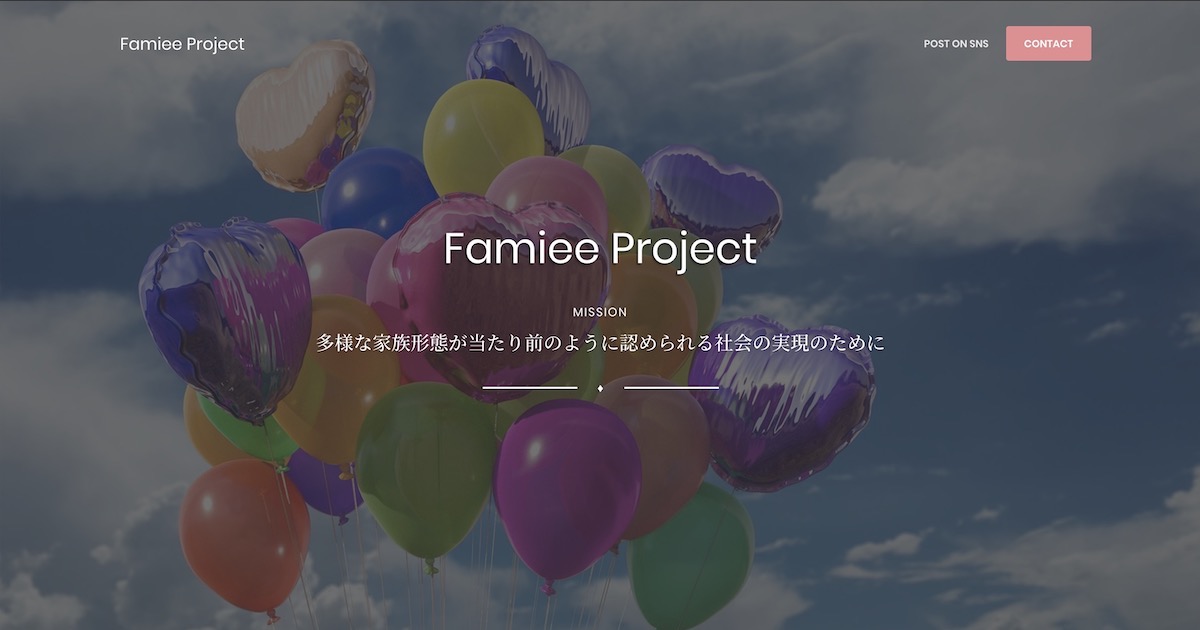 Famiee Project
POST ON SNS
CONTACT
Famiee Project
MISSION
多様な家族形態が当たり前のように認められる社会の実現のために